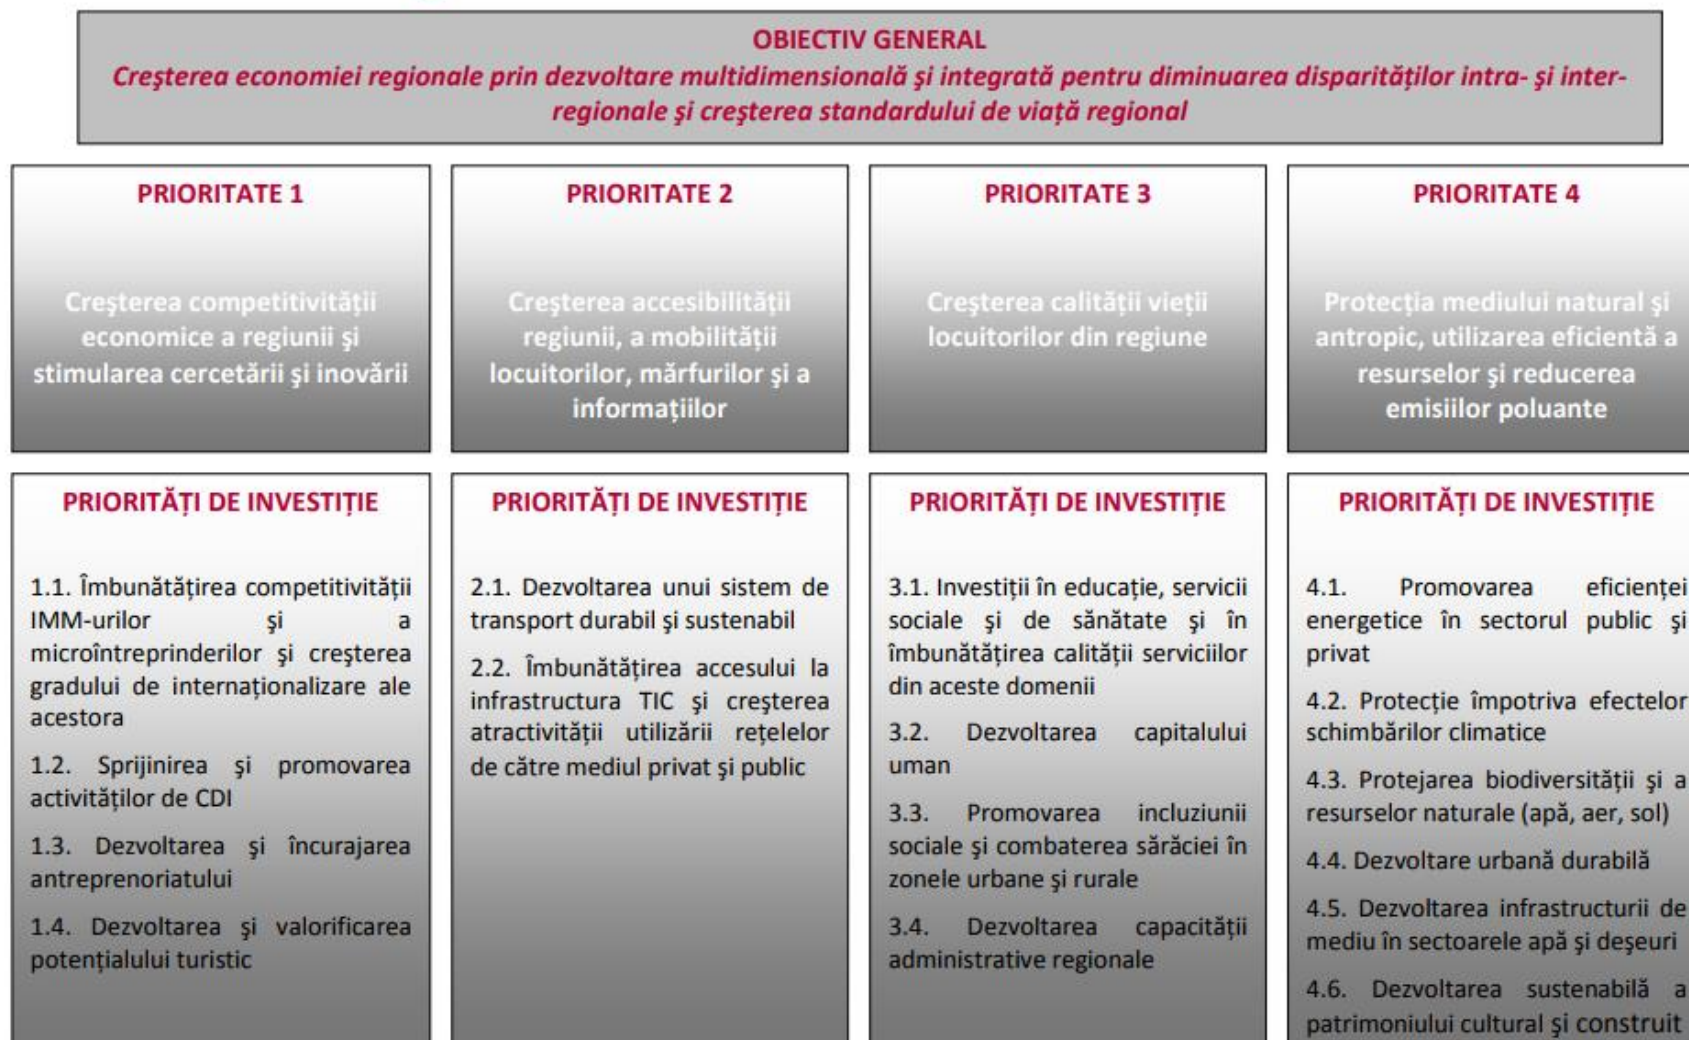 OBIECTIV GENERAL
Creşterea economiei regionale prin dezvoltare multidimensională şi integrată pentru diminuarea disparităţilor intra- şi inter-
regionale şi creşterea standardului de viaţă regional
PRIORITATE 1
Creşterea competitivităţii
economice a regiunii şi
stimularea cercetării şi inovării
PRIORITATE 2
Creşterea accesibilităţii
regiunii, a mobilităţii
locuitorilor, mărfurilor şi a
informaţiilor
PRIORITATE 3
Creşterea calităţii vieţii
locuitorilor din regiune
PRIORITATE 4
Protecţia mediului natural şi
antropic, utilizarea eficientă a
resurselor şi reducerea
emisiilor poluante
PRIORITĂŢI DE INVESTIŢIE
1.1. Îmbunătăţirea competitivităţii
IMM-urilor şi a
microîntreprinderilor şi creşterea
gradului de internaţionalizare ale
acestora
1.2. Sprijinirea şi promovarea
activităţilor de CDI
1.3. Dezvoltarea şi încurajarea
antreprenoriatului
1.4. Dezvoltarea şi valorificarea
potenţialului turistic
PRIORITĂŢI DE INVESTIŢIE
2.1. Dezvoltarea unui sistem de
transport durabil şi sustenabil
2.2. Îmbunătăţirea accesului la
infrastructura TIC şi creşterea
atractivităţii utilizării reţelelor
de către mediul privat şi public
PRIORITĂŢI DE INVESTIŢIE
3.1. Investiţii în educaţie, servicii
sociale şi de sănătate şi în
îmbunătăţirea calităţii serviciilor
din aceste domenii
3.2. Dezvoltarea capitalului
uman
3.3. Promovarea incluziunii
sociale şi combaterea sărăciei în
zonele urbane şi rurale
3.4. Dezvoltarea capacităţii
administrative regionale
PRIORITĂŢI DE INVESTIŢIE
4.1. Promovarea eficienţei
energetice în sectorul public şi
privat
4.2. Protecţie împotriva efectelor
schimbărilor climatice
4.3. Protejarea biodiversităţii şi a
resurselor naturale (apă, aer, sol)
4.4. Dezvoltare urbană durabilă
4.5. Dezvoltarea infrastructurii de
mediu în sectoarele apă şi deşeuri
4.6. Dezvoltarea sustenabilă a
patrimoniului cultural şi construit